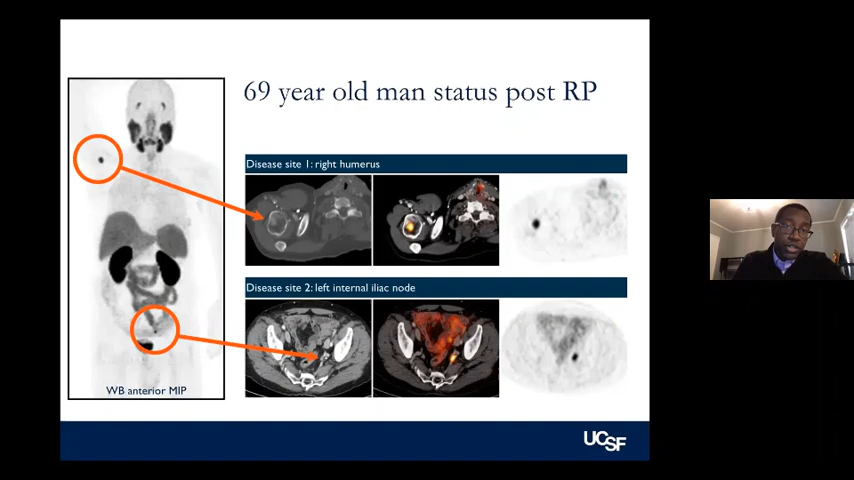 69 year old man status post RP
Disease site 1: right humerus
Disease site 2: left internal iliac node
WB anterior MIP
UCSF